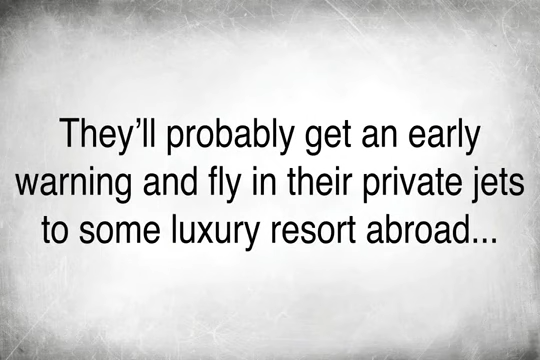 They’ll probably get an early
warning and fly in their private jets
to some luxury resort abroad...